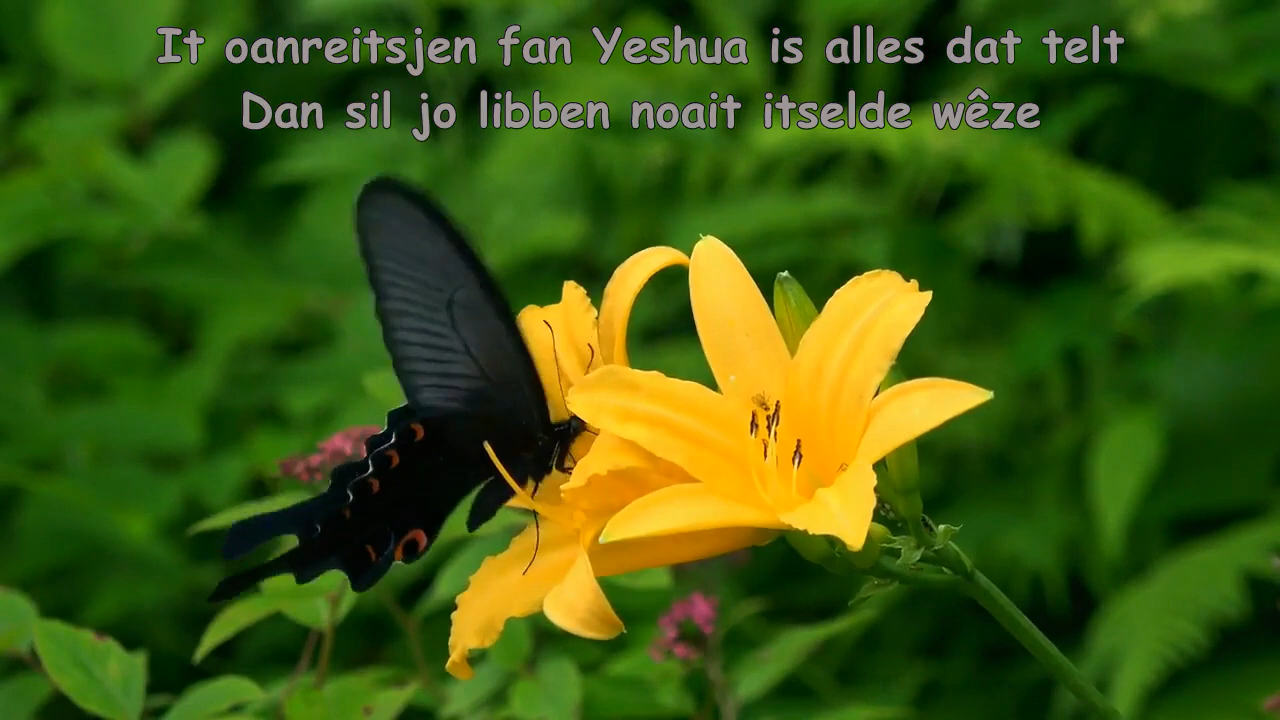 It oanreitsjen fan Yeshua is alles dat telt
Dan sil jo libben noait itselde wêze